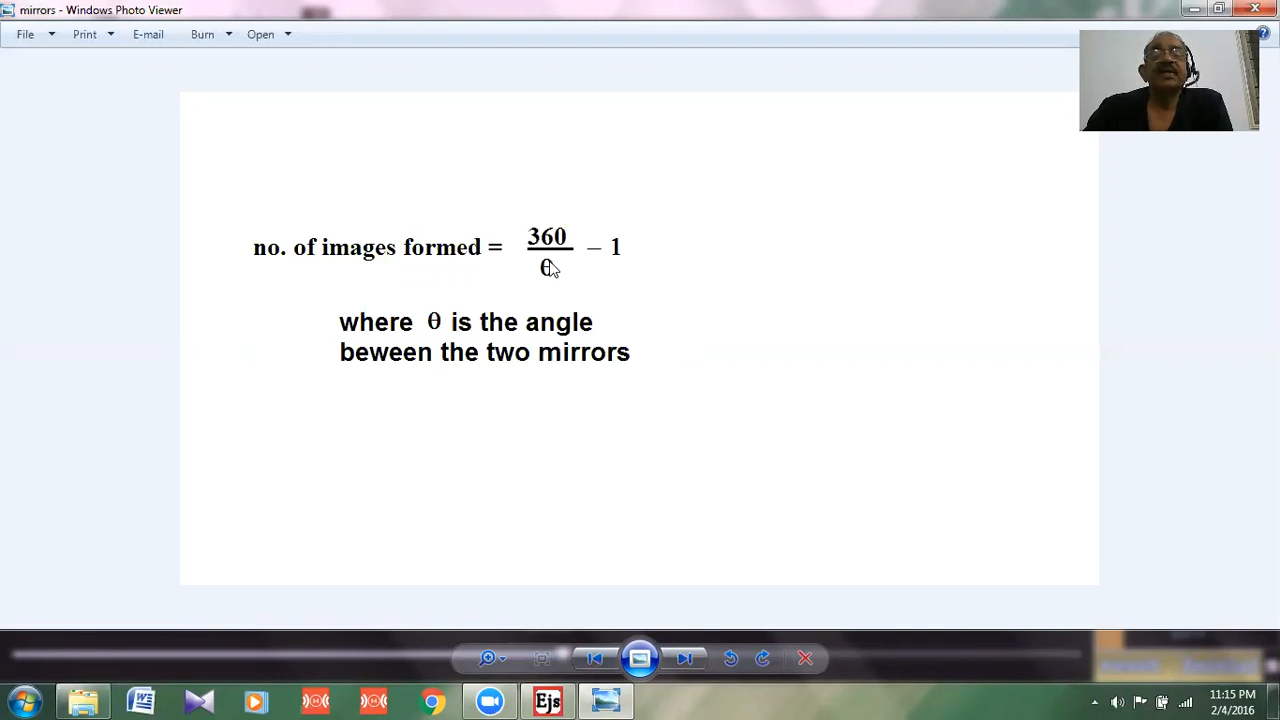 mirrors - Windows Photo Viewer
File Print E-mail Burn Open
no. of images formed = 360/θ – 1
where θ is the angle
beween the two mirrors
Ejs
11:15 PM
2/4/2016